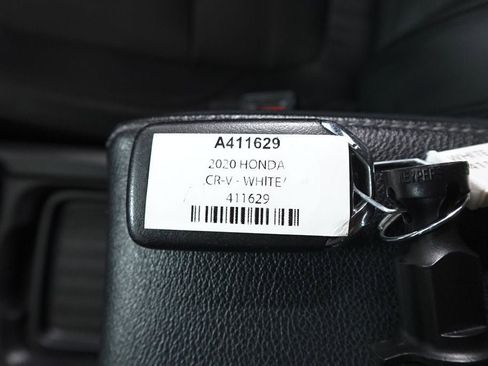 A411629
2020 HONDA
CR-V - WHITE/
411629